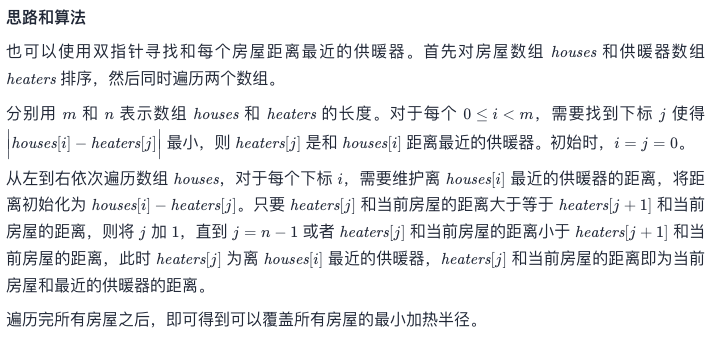 思路和算法
也可以使用双指针寻找和每个房屋距离最近的供暖器。首先对房屋数组 houses 和供暖器数组
heaters 排序，然后同时遍历两个数组。
分别用 m 和 n 表示数组 houses 和 heaters 的长度。对于每个 0 ≤ i < m，需要找到下标 j 使得
|houses[i] − heaters[j]| 最小，则 heaters[j] 是和 houses[i] 距离最近的供暖器。初始时，i = j = 0。
从左到右依次遍历数组 houses，对于每个下标 i，需要维护离 houses[i] 最近的供暖器的距离，将距
离初始化为 houses[i] − heaters[j]。只要 heaters[j] 和当前房屋的距离大于等于 heaters[j + 1] 和当前
房屋的距离，则将 j 加 1，直到 j = n − 1 或者 heaters[j] 和当前房屋的距离小于 heaters[j + 1] 和当
前房屋的距离，此时 heaters[j] 为离 houses[i] 最近的供暖器，heaters[j] 和当前房屋的距离即为当前
房屋和最近的供暖器的距离。
遍历完所有房屋之后，即可得到可以覆盖所有房屋的最小加热半径。